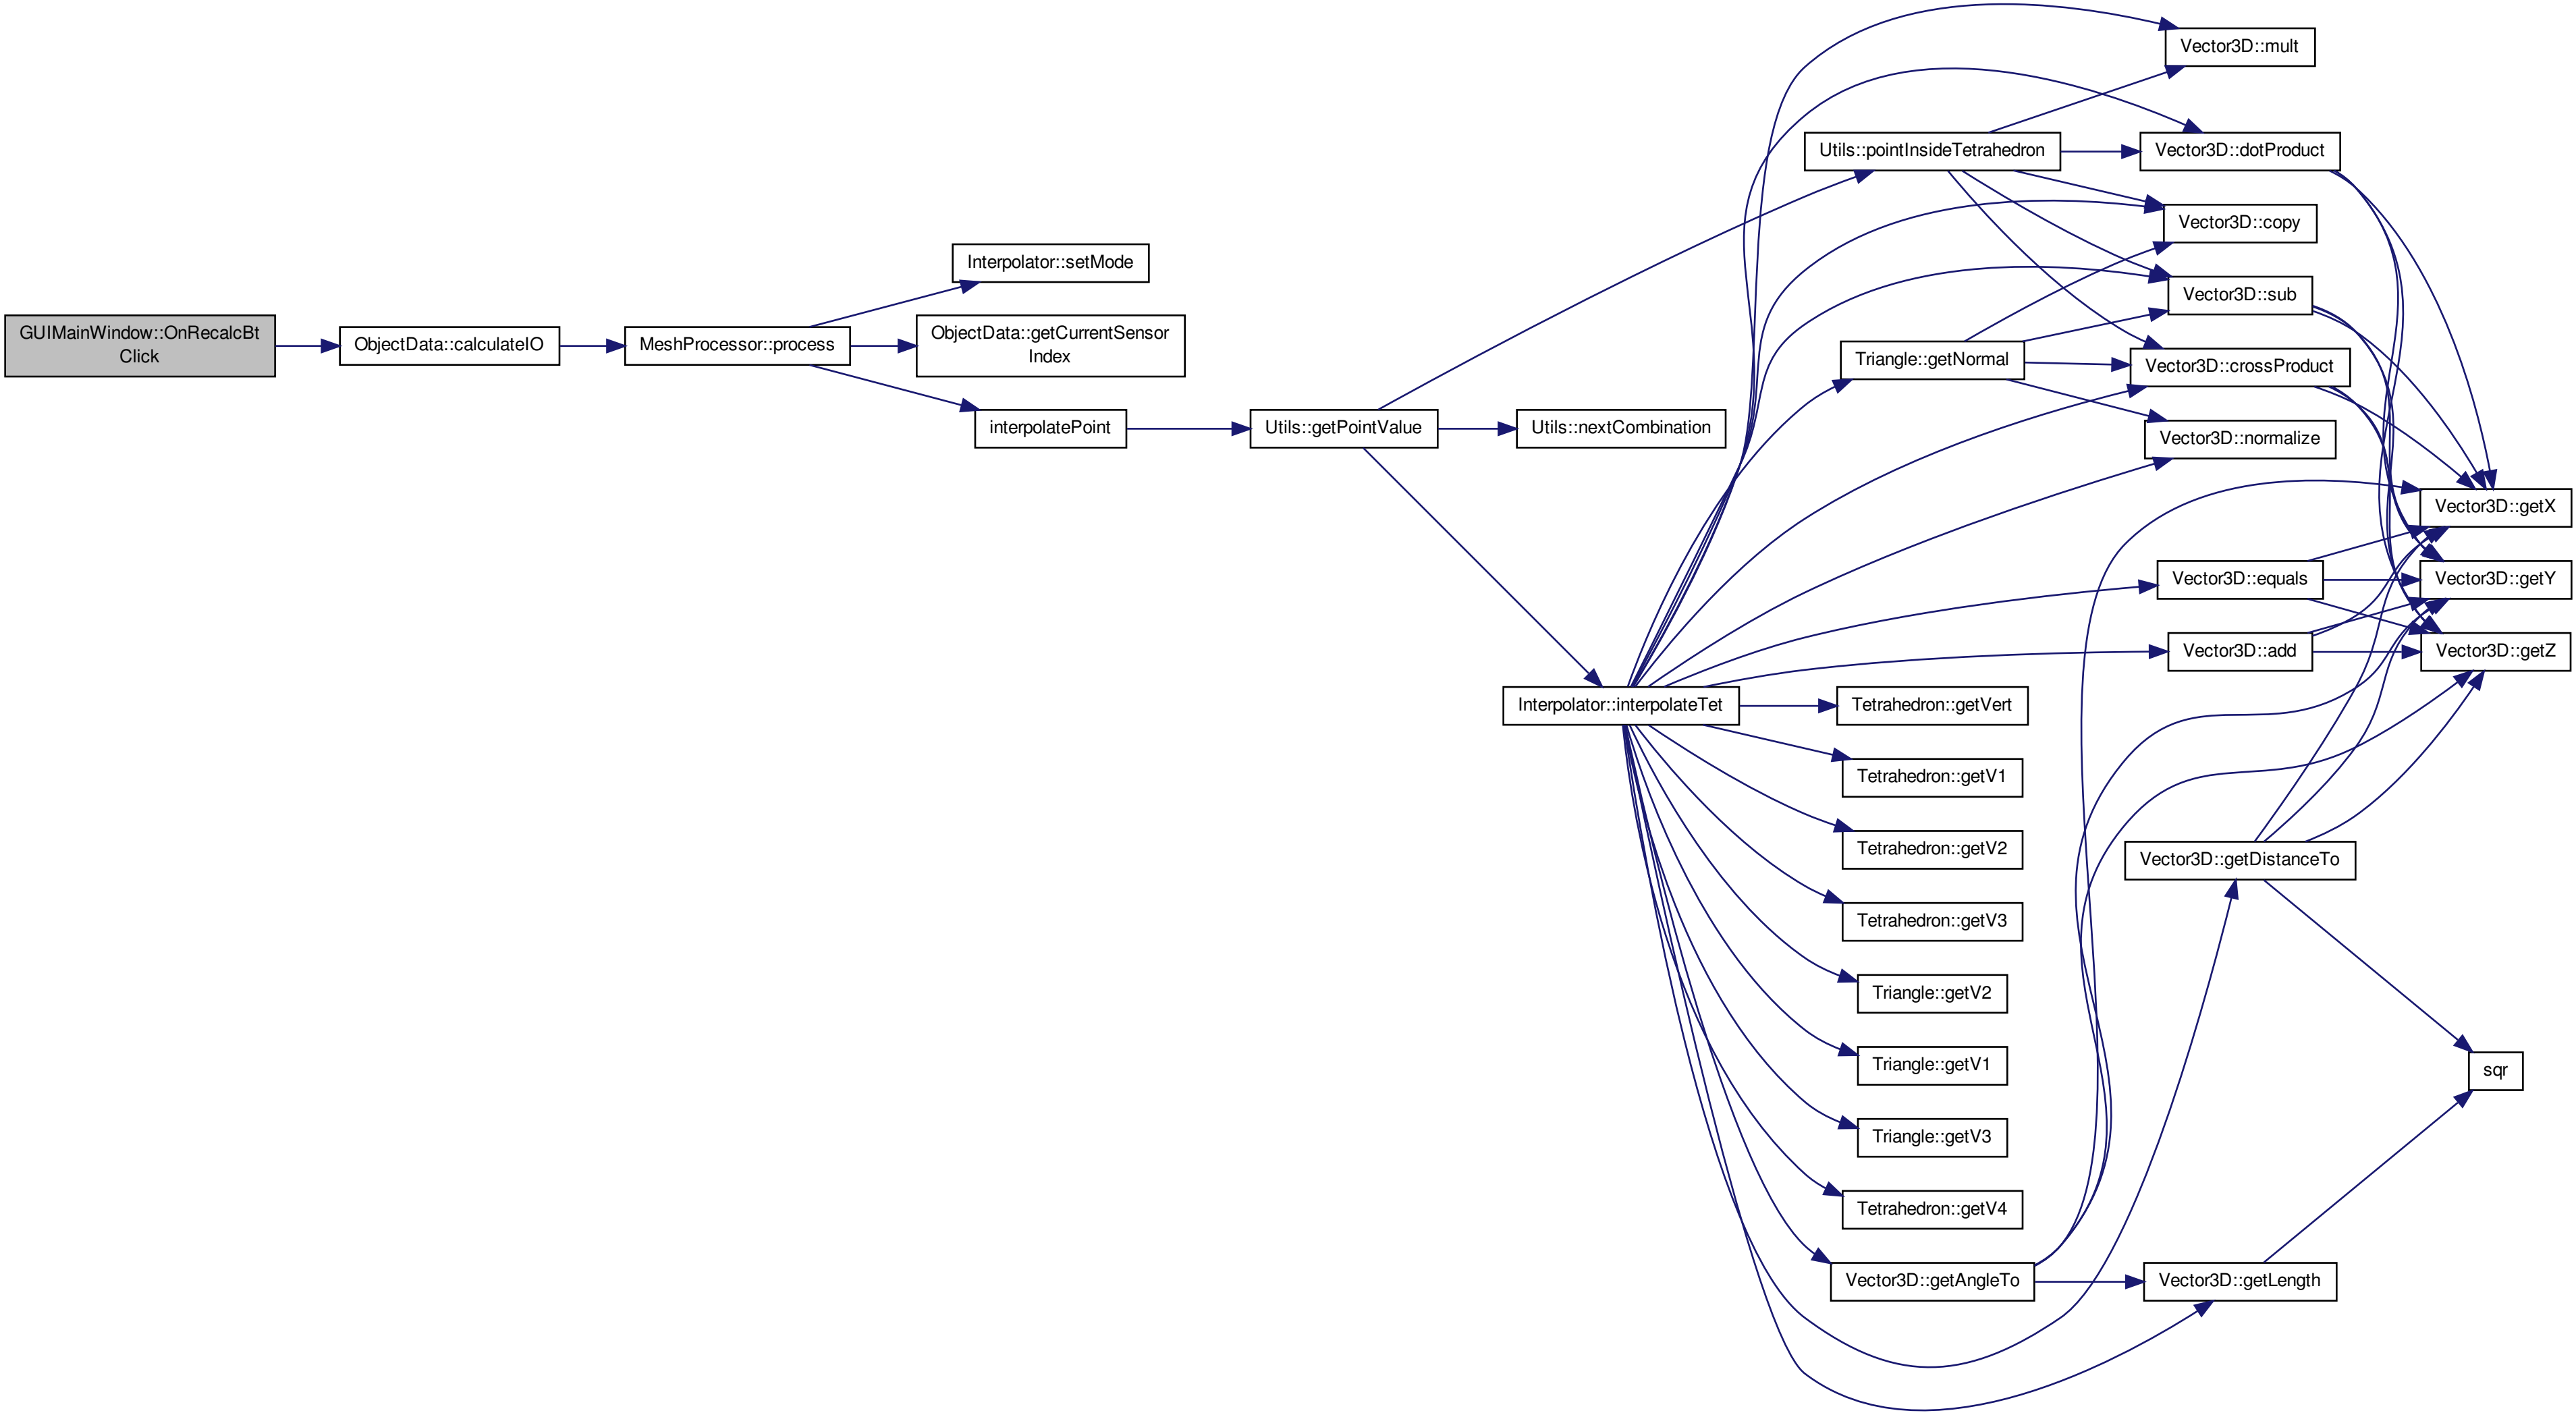 GUIMainWindow::OnRecalcBt
Click
ObjectData::calculateIO
MeshProcessor::process
Interpolator::setMode
ObjectData::getCurrentSensor
Index
interpolatePoint
Utils::getPointValue
Utils::pointInsideTetrahedron
Utils::nextCombination
Interpolator::interpolateTet
Triangle::getNormal
Tetrahedron::getVert
Tetrahedron::getV1
Tetrahedron::getV2
Tetrahedron::getV3
Triangle::getV2
Triangle::getV1
Triangle::getV3
Tetrahedron::getV4
Vector3D::getAngleTo
Vector3D::mult
Vector3D::dotProduct
Vector3D::copy
Vector3D::sub
Vector3D::crossProduct
Vector3D::normalize
Vector3D::equals
Vector3D::add
Vector3D::getDistanceTo
Vector3D::getLength
Vector3D::getX
Vector3D::getY
Vector3D::getZ
sqr